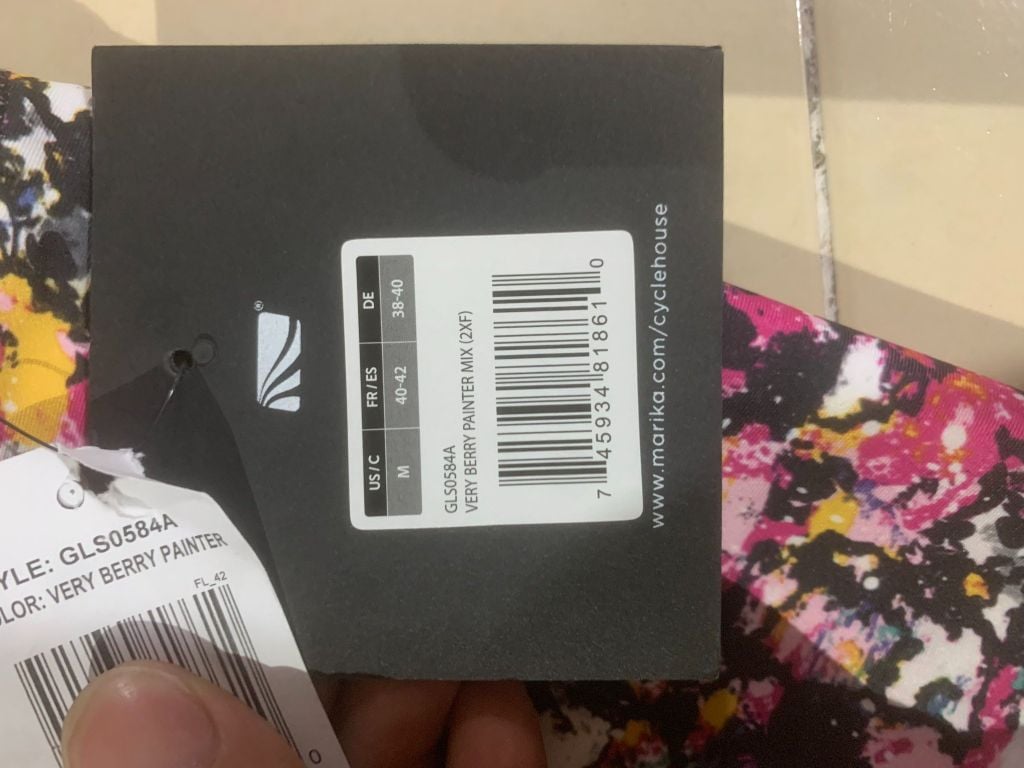 US/C FR/ES DE
M 40-42 38-40
GLS0584A
VERY BERRY PAINTER MIX (2XF)
7 45934 81861 0
www.marika.com/cyclehouse
®
YLE: GLS0584A
LOR: VERY BERRY PAINTER
FL_42
0